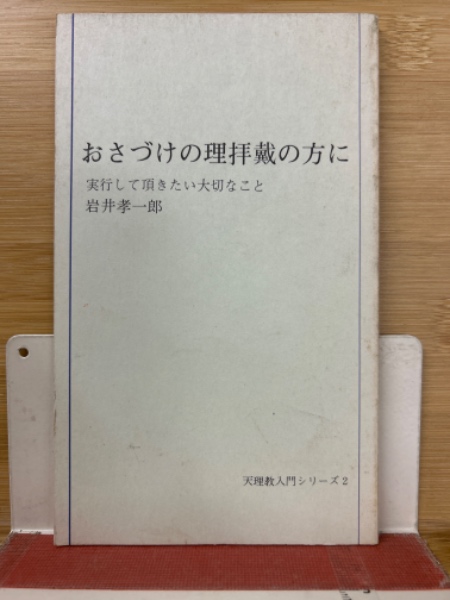 おさづけの理拝戴の方に
実行して頂きたい大切なこと
岩井孝一郎
天理教入門シリーズ2